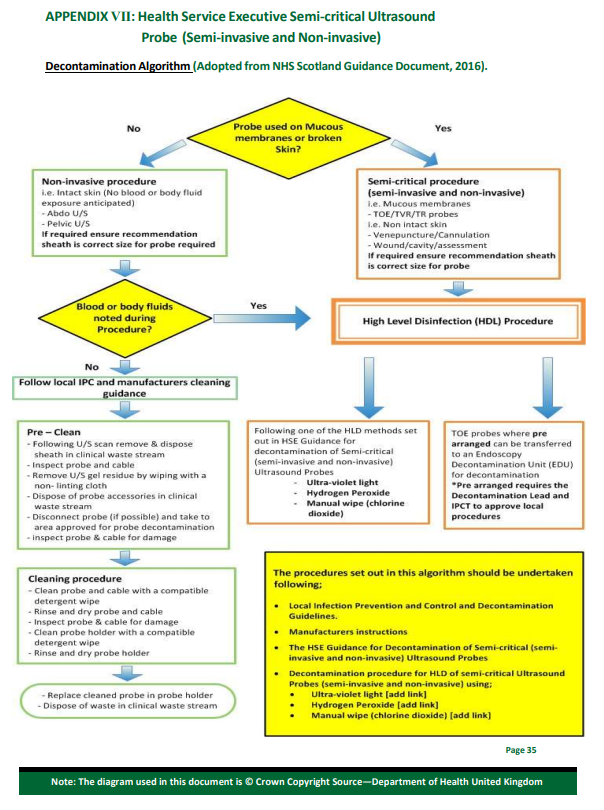 APPENDIX VII: Health Service Executive Semi-critical Ultrasound
Probe (Semi-invasive and Non-invasive)
Decontamination Algorithm (Adopted from NHS Scotland Guidance Document, 2016).
Probe used on Mucous
membranes or broken
Skin?
No
Yes
Non-invasive procedure
i.e. Intact skin (No blood or body fluid
exposure anticipated)
- Abdo U/S
- Pelvic U/S
If required ensure recommendation
sheath is correct size for probe required
Semi-critical procedure
(semi-invasive and non-invasive)
i.e. Mucous membranes
- TOE/TVR/TR probes
i.e. Non intact skin
- Venepuncture/Cannulation
- Wound/cavity/assessment
If required ensure recommendation sheath
is correct size for probe
Blood or body fluids
noted during
Procedure?
Yes
High Level Disinfection (HDL) Procedure
No
Follow local IPC and manufacturers cleaning
guidance
Pre – Clean
- Following U/S scan remove & dispose
sheath in clinical waste stream
- Inspect probe and cable
- Remove U/S gel residue by wiping with a
non- linting cloth
- Dispose of probe accessories in clinical
waste stream
- Disconnect probe (if possible) and take to
area approved for probe decontamination
- inspect probe & cable for damage
Following one of the HLD methods set
out in HSE Guidance for
decontamination of Semi-critical
(semi-invasive and non-invasive)
Ultrasound Probes
- Ultra-violet light
- Hydrogen Peroxide
- Manual wipe (chlorine
dioxide)
TOE probes where pre
arranged can be transferred
to an Endoscopy
Decontamination Unit (EDU)
for decontamination
*Pre arranged requires the
Decontamination Lead and
IPCT to approve local
procedures
Cleaning procedure
- Clean probe and cable with a compatible
detergent wipe
- Rinse and dry probe and cable
- Inspect probe & cable for damage
- Clean probe holder with a compatible
detergent wipe
- Rinse and dry probe holder
- Replace cleaned probe in probe holder
- Dispose of waste in clinical waste stream
The procedures set out in this algorithm should be undertaken
following;
• Local Infection Prevention and Control and Decontamination
Guidelines.
• Manufacturers instructions
• The HSE Guidance for Decontamination of Semi-critical (semi-
invasive and non-invasive) Ultrasound Probes
• Decontamination procedure for HLD of semi-critical Ultrasound
Probes (semi-invasive and non-invasive) using;
• Ultra-violet light [add link]
• Hydrogen Peroxide [add link]
• Manual wipe (chlorine dioxide) [add link]
Page 35
Note: The diagram used in this document is © Crown Copyright Source—Department of Health United Kingdom